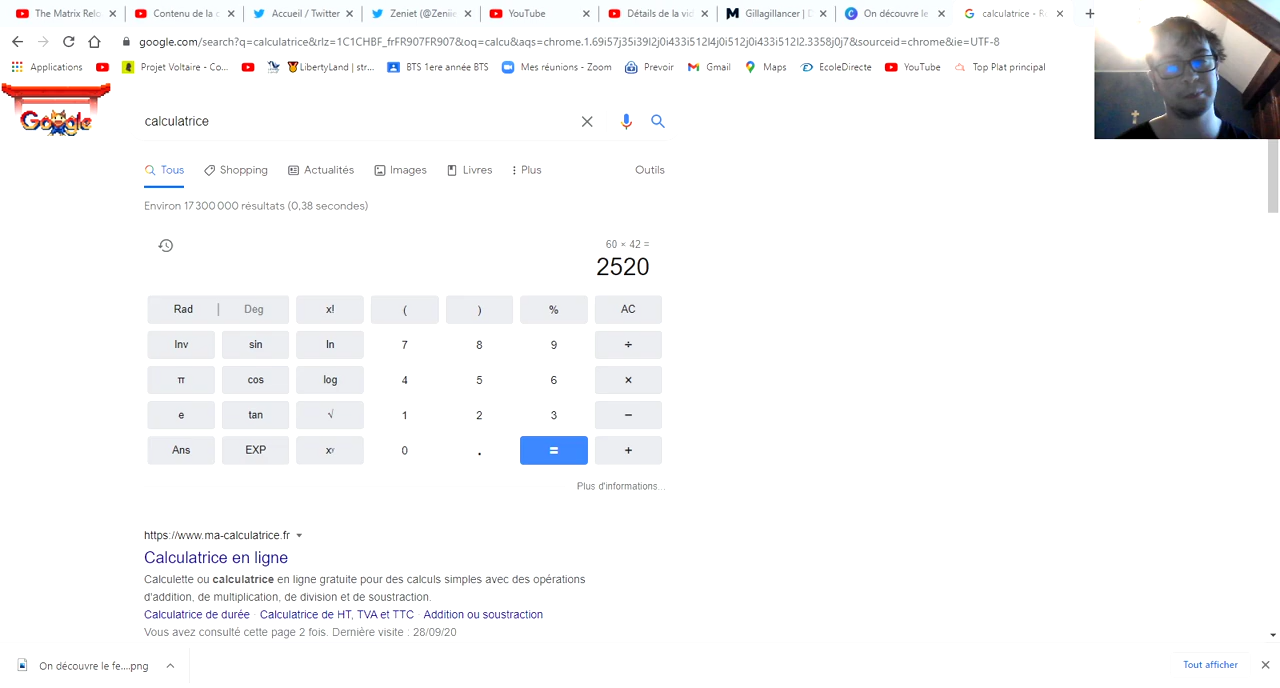 The Matrix Relo
Contenu de la c
Accueil / Twitter
Zeniet (@Zeniie
YouTube
Détails de la vid
Gillagillancer | D
On découvre le
calculatrice - R
google.com/search?q=calculatrice&rlz=1C1CHBF_frFR907FR907&oq=calcu&aqs=chrome.1.69i57j35i39l2j0i433i512l4j0i512j0i433i512l2.3358j0j7&sourceid=chrome&ie=UTF-8
Applications
Projet Voltaire - Co...
LibertyLand | str...
BTS 1ere année BTS
Mes réunions - Zoom
Prevoir
Gmail
Maps
EcoleDirecte
YouTube
Top Plat principal
Google
calculatrice
Tous Shopping Actualités Images Livres Plus Outils
Environ 17 300 000 résultats (0,38 secondes)
60 × 42 =
2520
Rad | Deg x! ( ) % AC
Inv sin ln 7 8 9 ÷
π cos log 4 5 6 ×
e tan √ 1 2 3 −
Ans EXP xy 0 . = +
Plus d'informations...
https://www.ma-calculatrice.fr
Calculatrice en ligne
Calculette ou calculatrice en ligne gratuite pour des calculs simples avec des opérations
d'addition, de multiplication, de division et de soustraction.
Calculatrice de durée · Calculatrice de HT, TVA et TTC · Addition ou soustraction
Vous avez consulté cette page 2 fois. Dernière visite : 28/09/20
On découvre le fe....png
Tout afficher